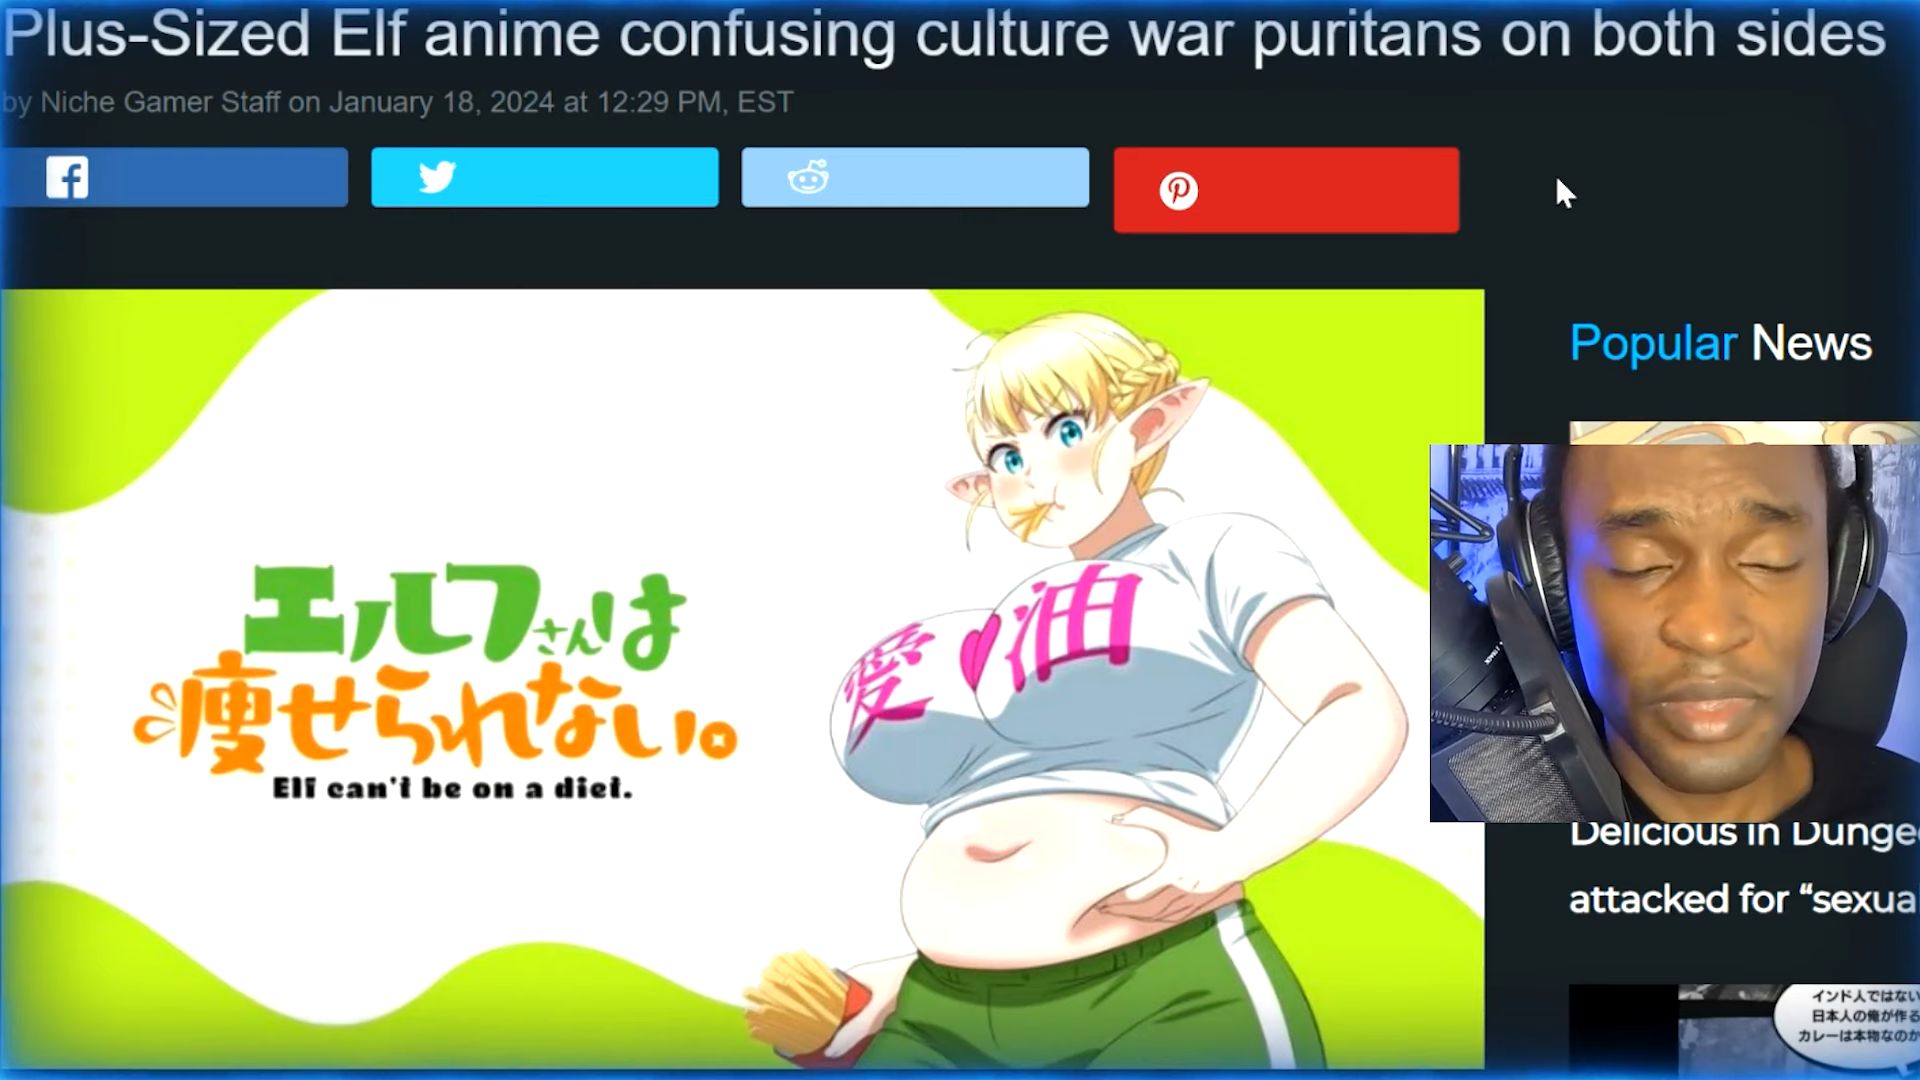 Plus-Sized Elf anime confusing culture war puritans on both sides
by Niche Gamer Staff on January 18, 2024 at 12:29 PM, EST
Popular News
愛 油
エルフさんは
痩せられない。
Elf can't be on a diet.
Delicious in Dunge
attacked for “sexua
インド人ではない
日本人の俺が作る
カレーは本物なのか